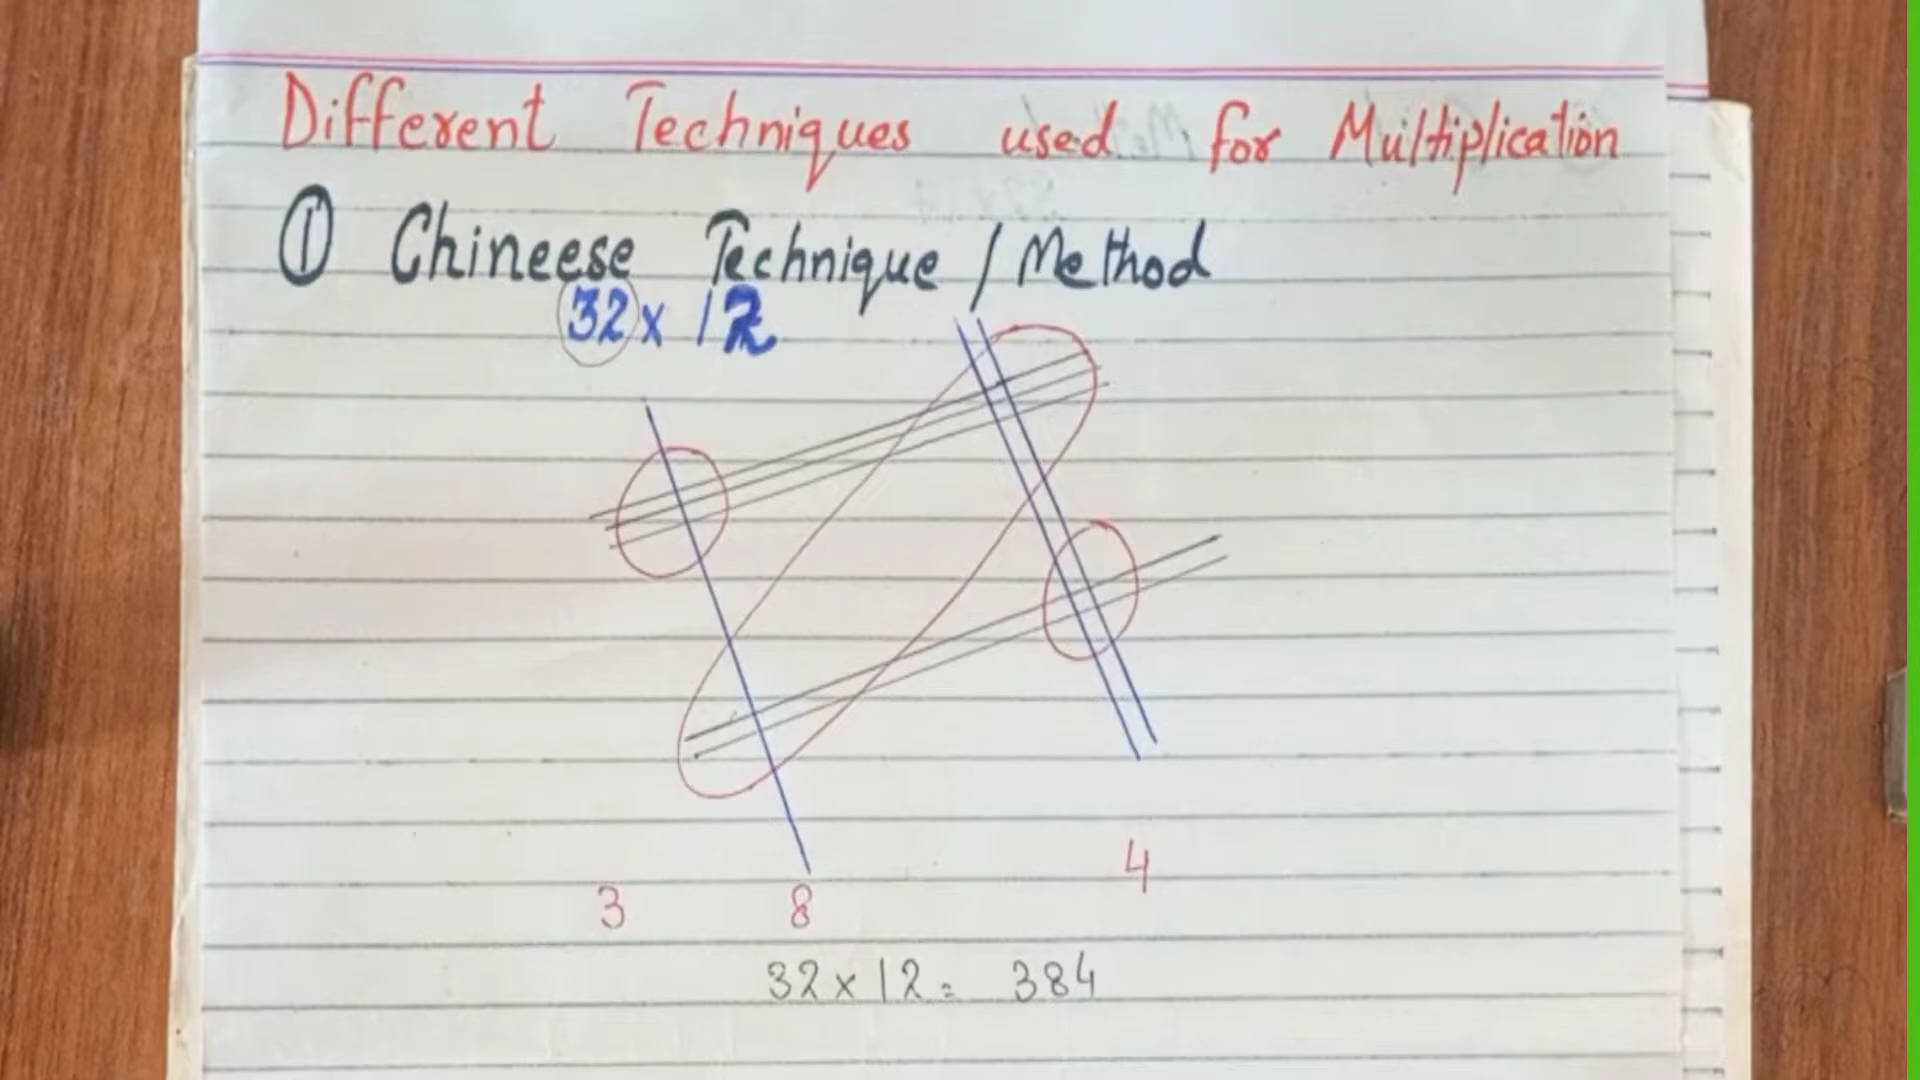 Different Techniques used for Multiplication
① Chineese Technique / Method
32 x 12
4
3 8
32 x 12 = 384